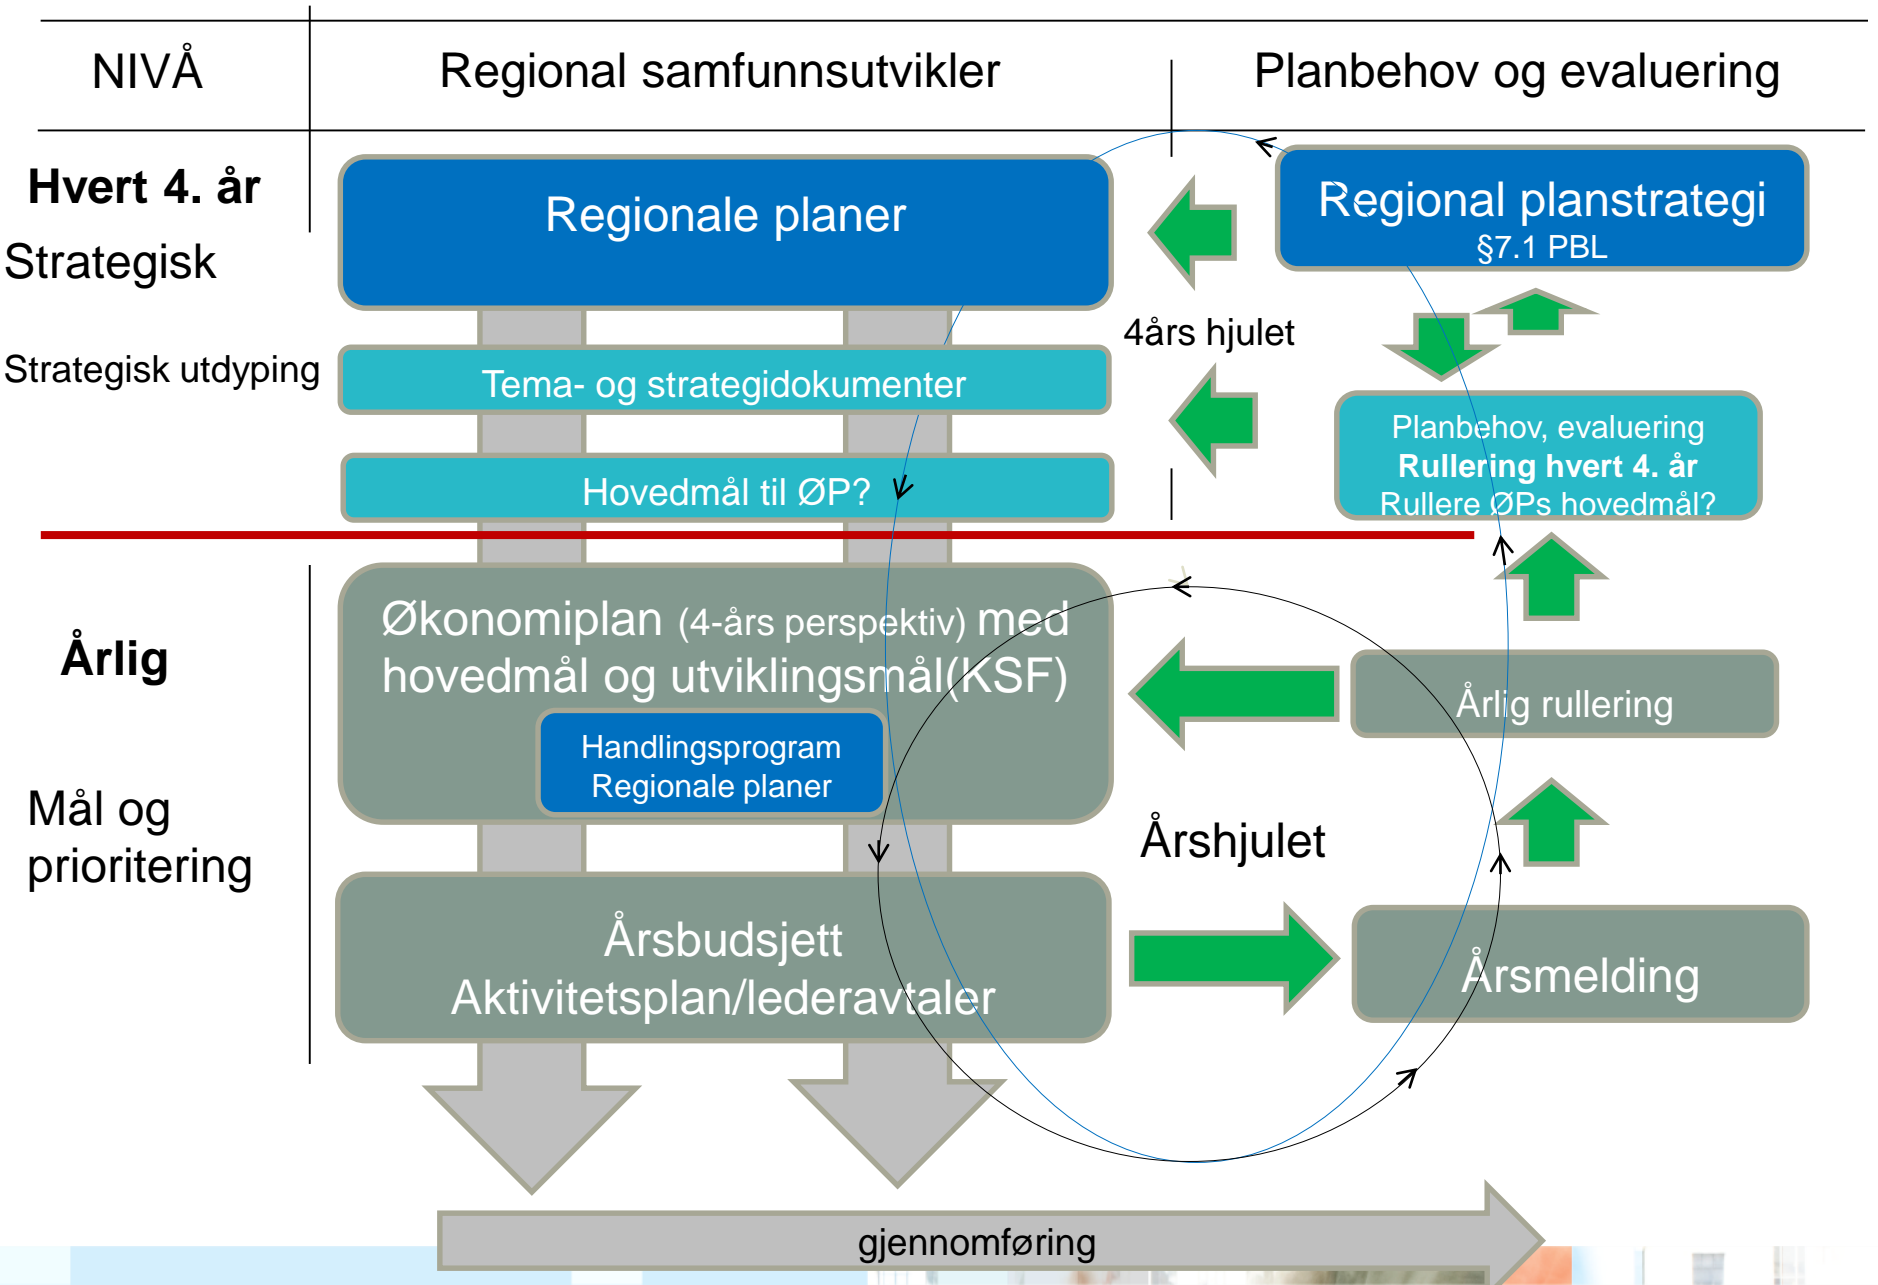 NIVÅ
Regional samfunnsutvikler
Planbehov og evaluering
Hvert 4. år
Strategisk
Strategisk utdyping
Regionale planer
Regional planstrategi
§7.1 PBL
4års hjulet
Tema- og strategidokumenter
Hovedmål til ØP?
Planbehov, evaluering
Rullering hvert 4. år
Rullere ØPs hovedmål?
Årlig
Mål og
prioritering
Økonomiplan (4-års perspektiv) med
hovedmål og utviklingsmål(KSF)
Handlingsprogram
Regionale planer
Årlig rullering
Årshjulet
Årsbudsjett
Aktivitetsplan/lederavtaler
Årsmelding
gjennomføring